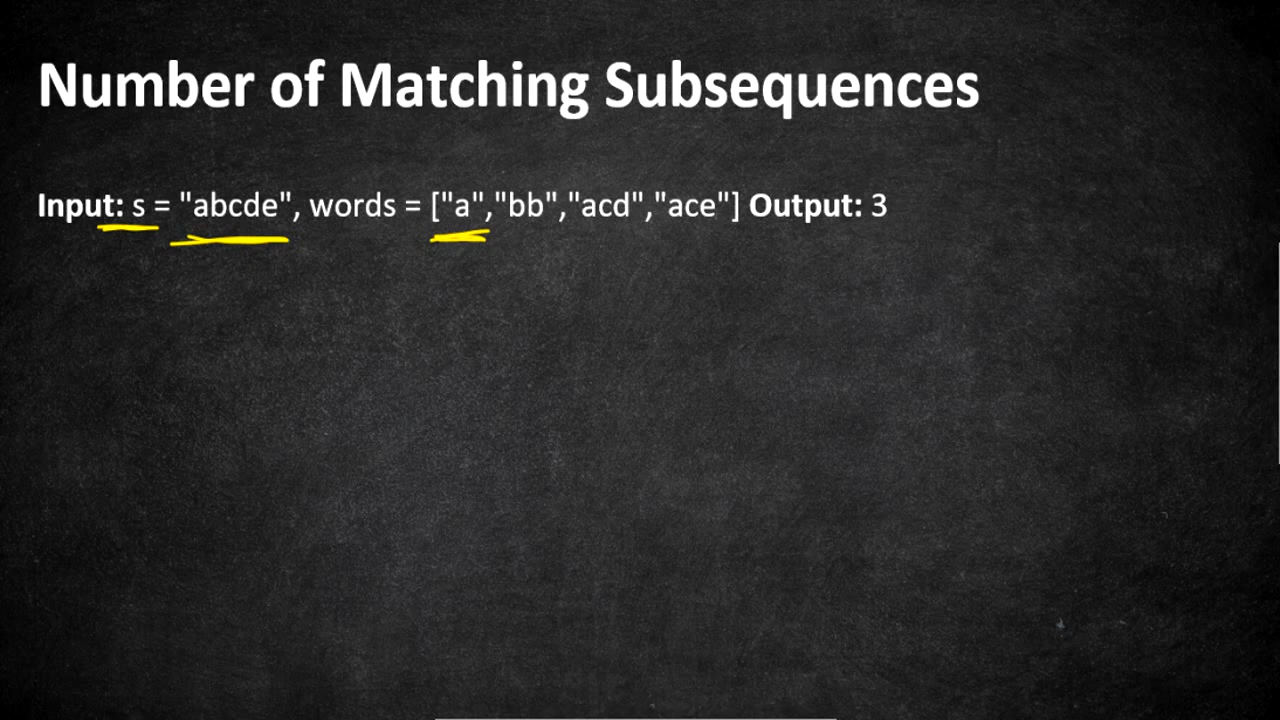 Number of Matching Subsequences
Input: s = "abcde", words = ["a","bb","acd","ace"] Output: 3